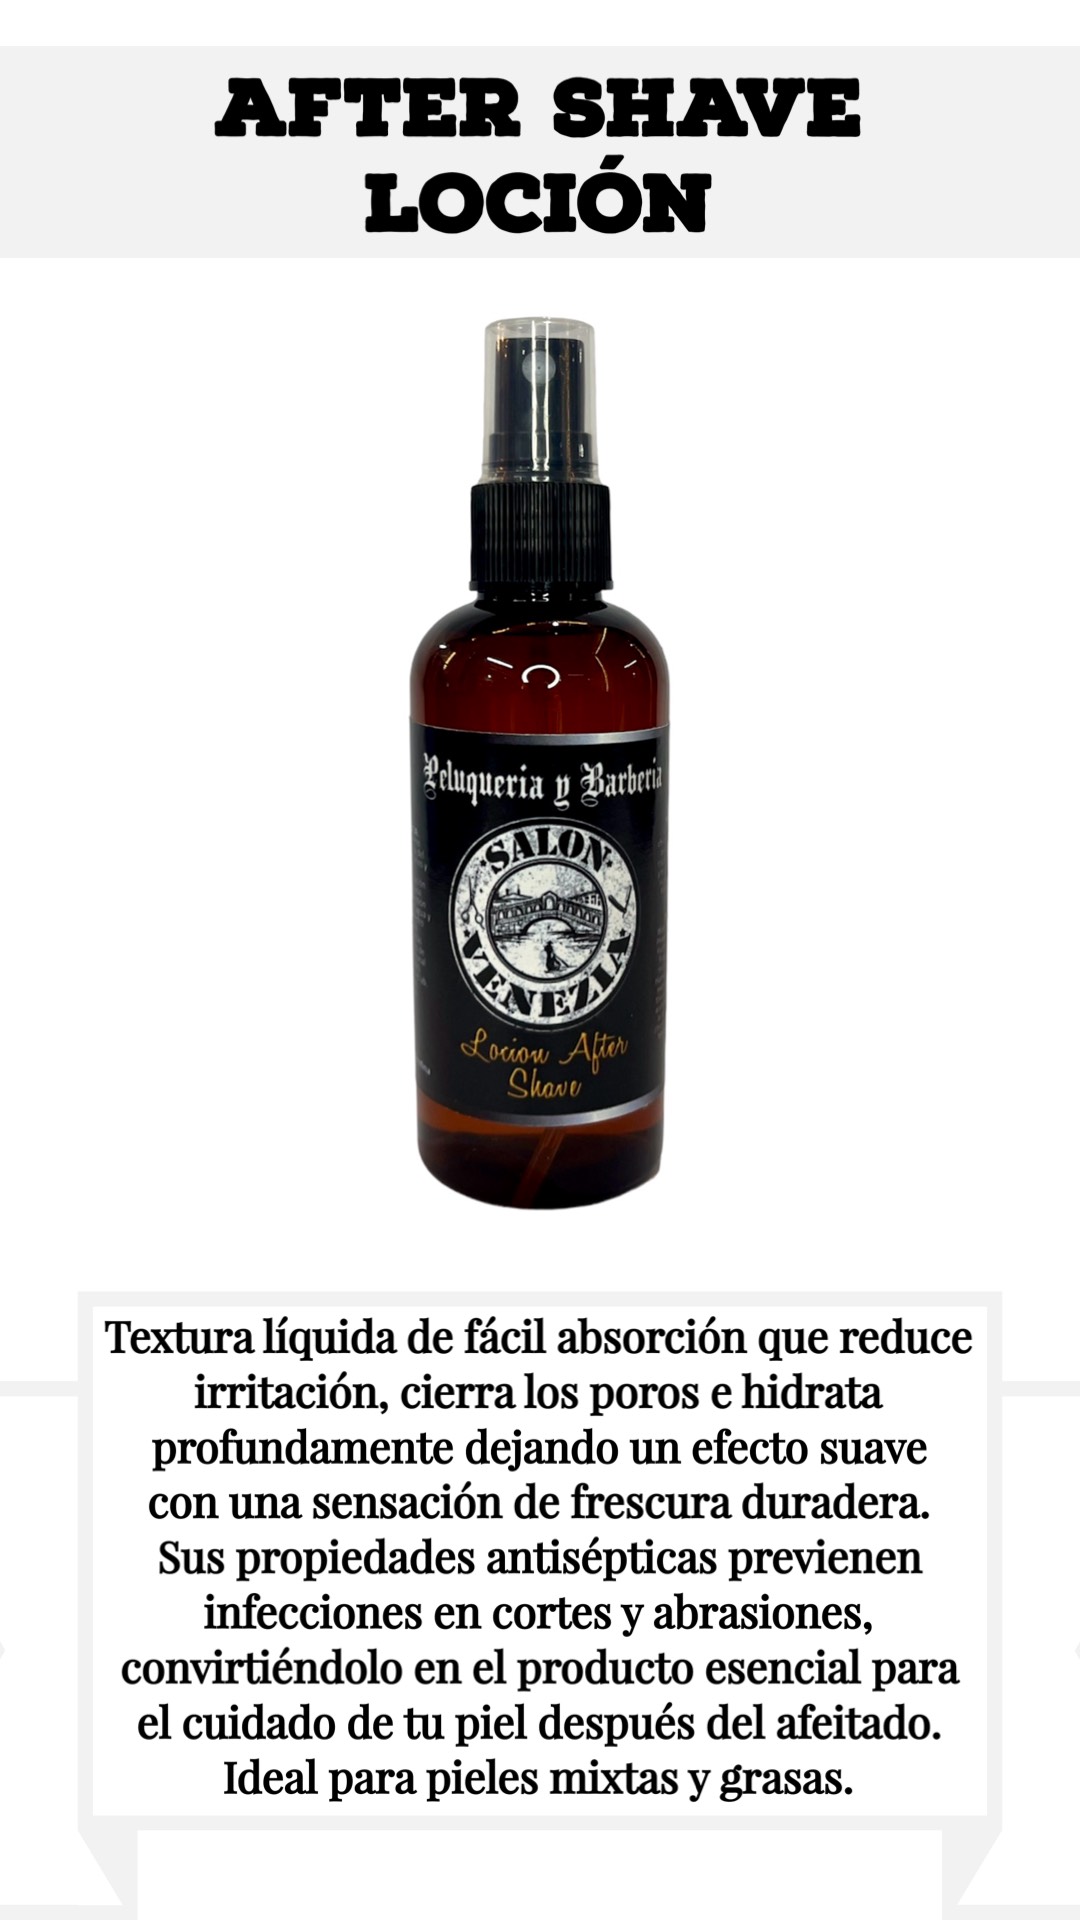 AFTER SHAVE
LOCIÓN
Peluqueria y Barberia
SALON
VENEZIA
Locion After
Shave
Textura líquida de fácil absorción que reduce
irritación, cierra los poros e hidrata
profundamente dejando un efecto suave
con una sensación de frescura duradera.
Sus propiedades antisépticas previenen
infecciones en cortes y abrasiones,
convirtiéndolo en el producto esencial para
el cuidado de tu piel después del afeitado.
Ideal para pieles mixtas y grasas.